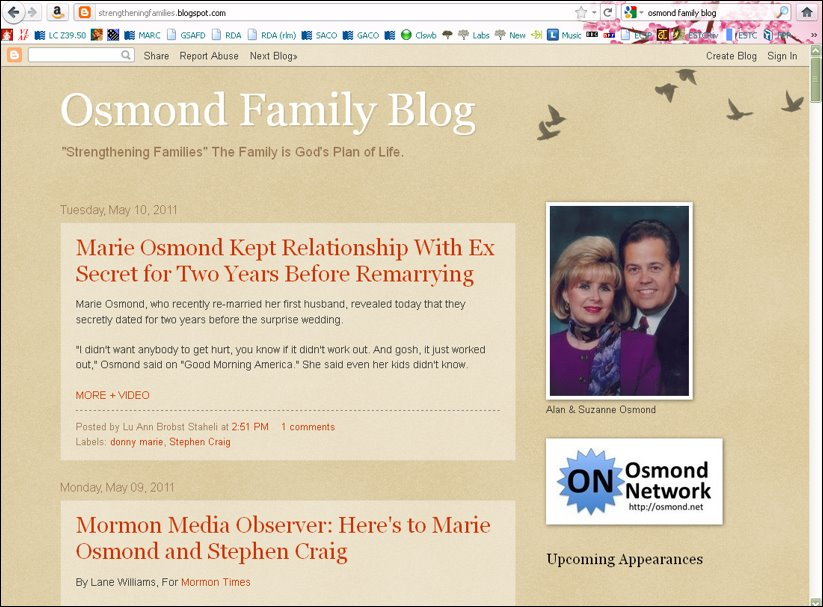 strengtheningfamilies.blogspot.com
osmond family blog
LC Z39.50
MARC
GSAFD
RDA
RDA (rlm)
SACO
GACO
Clswb
Labs
New
Music
ESTC
Share Report Abuse Next Blog»
Create Blog Sign In
Osmond Family Blog
"Strengthening Families" The Family is God's Plan of Life.
Tuesday, May 10, 2011
Marie Osmond Kept Relationship With Ex
Secret for Two Years Before Remarrying
Marie Osmond, who recently re-married her first husband, revealed today that they
secretly dated for two years before the surprise wedding.
"I didn't want anybody to get hurt, you know if it didn't work out. And gosh, it just worked
out," Osmond said on "Good Morning America." She said even her kids didn't know.
MORE + VIDEO
Posted by Lu Ann Brobst Staheli at 2:51 PM 1 comments
Labels: donny marie, Stephen Craig
Monday, May 09, 2011
Mormon Media Observer: Here's to Marie
Osmond and Stephen Craig
By Lane Williams, For Mormon Times
Alan & Suzanne Osmond
ON Osmond
Network
http://osmond.net
Upcoming Appearances